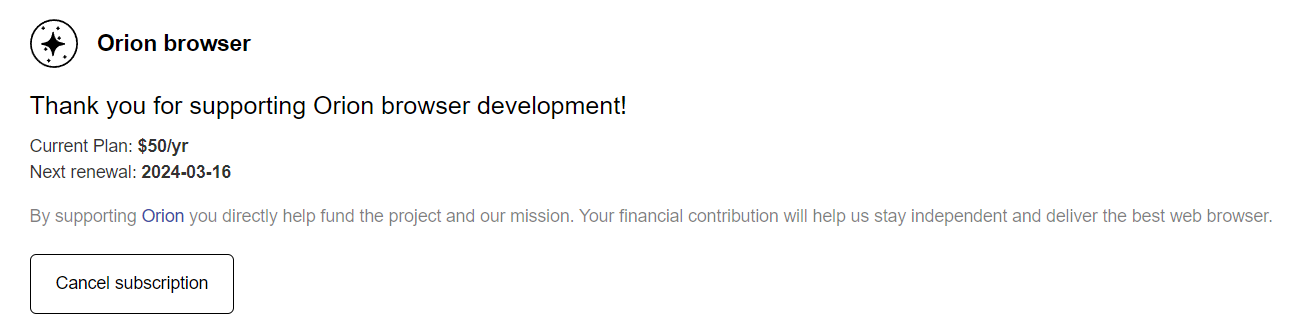 Orion browser
Thank you for supporting Orion browser development!
Current Plan: $50/yr
Next renewal: 2024-03-16
By supporting Orion you directly help fund the project and our mission. Your financial contribution will help us stay independent and deliver the best web browser.
Cancel subscription